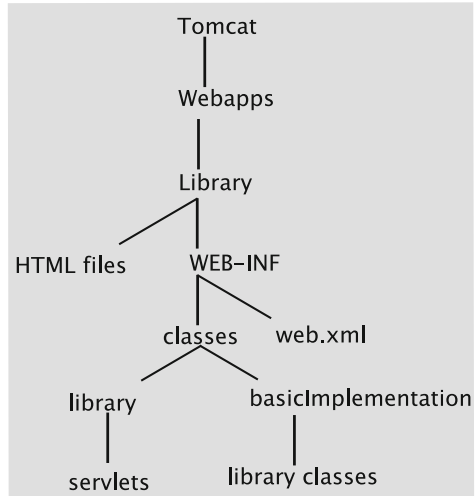 Tomcat
Webapps
Library
HTML files
WEB-INF
classes
web.xml
library
basicImplementation
servlets
library classes